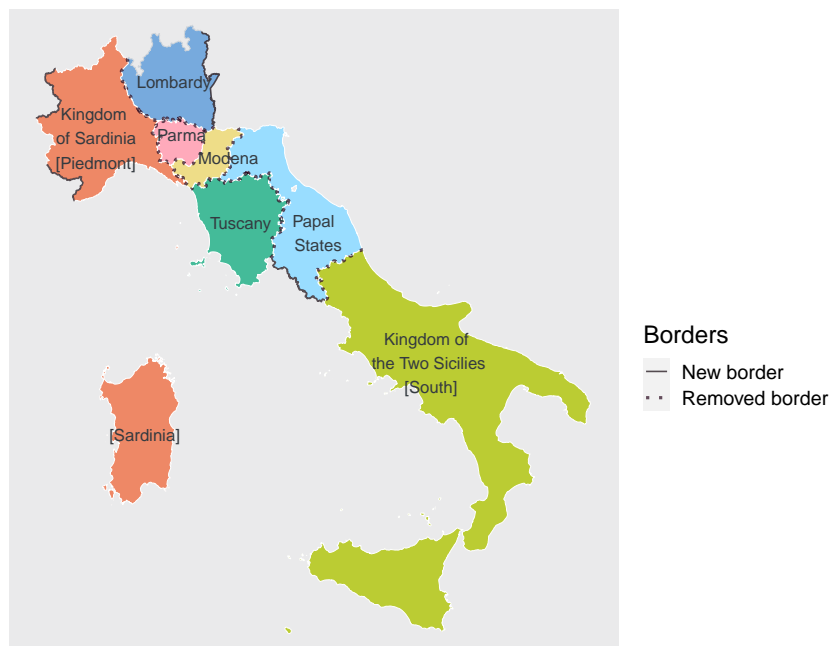 Lombardy
Kingdom
of Sardinia
[Piedmont]
Parma
Modena
Tuscany
Papal
States
Kingdom of
the Two Sicilies
[South]
[Sardinia]
Borders
New border
Removed border